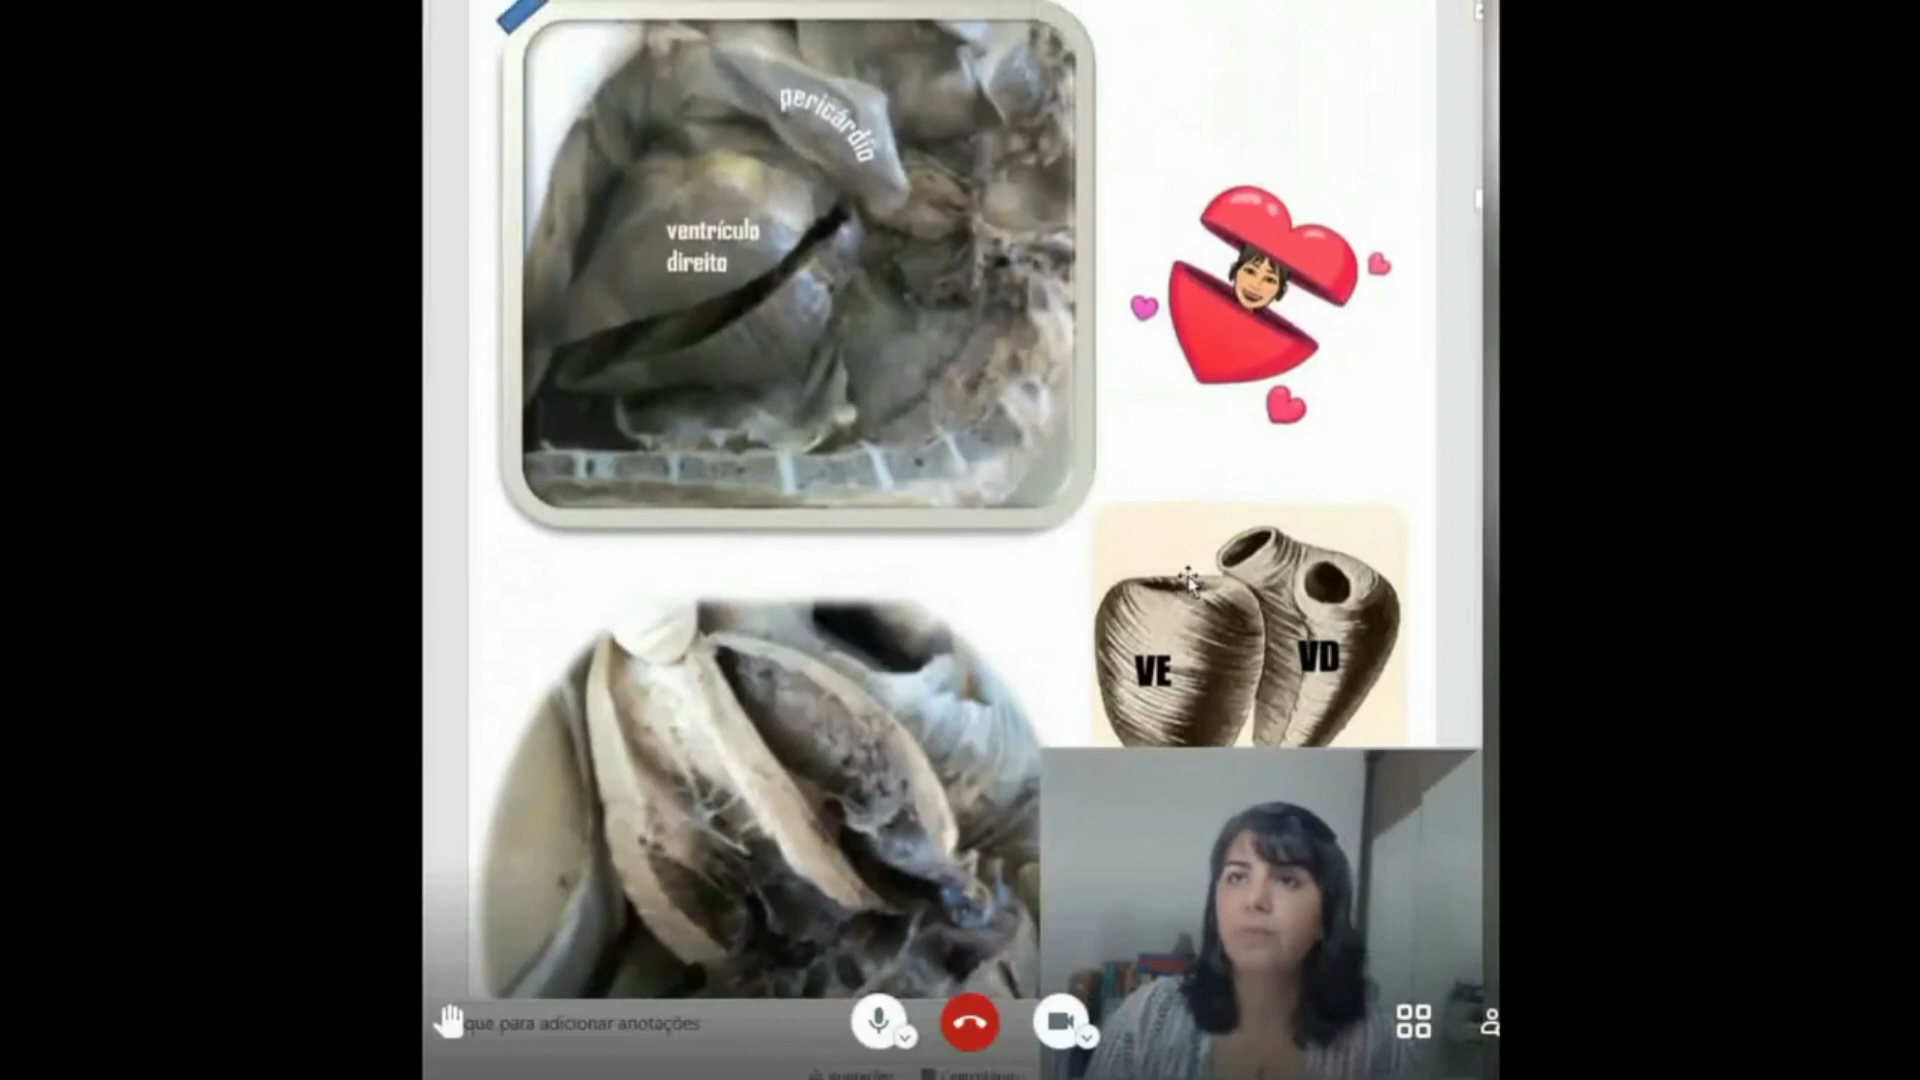 pericárdio
ventrículo
direito
VE
VD
que para adicionar anotações